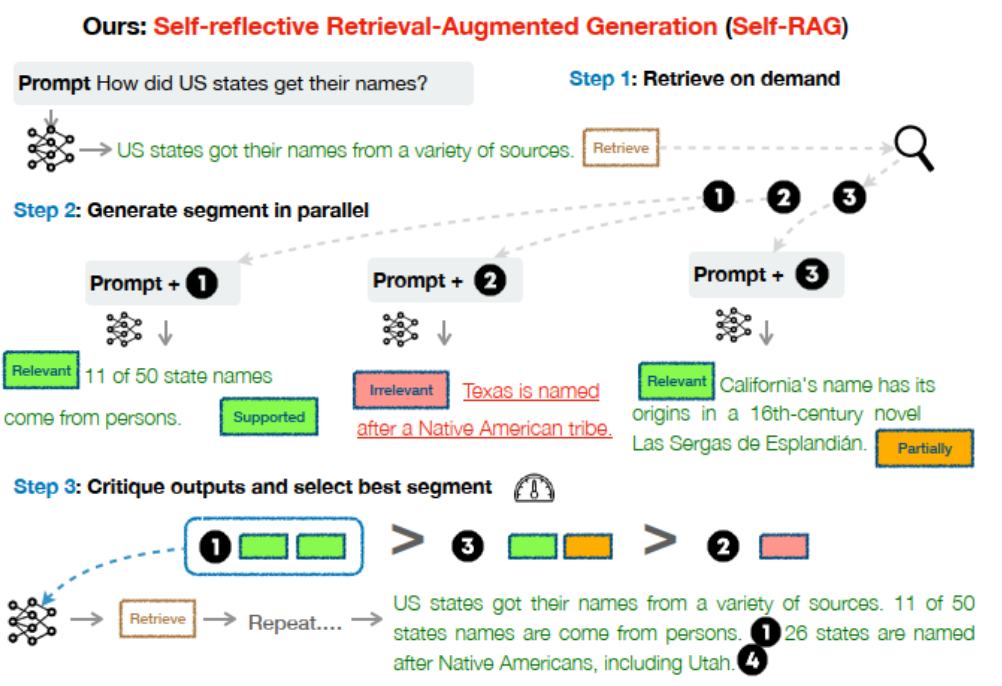 Ours: Self-reflective Retrieval-Augmented Generation (Self-RAG)
Prompt How did US states get their names?
Step 1: Retrieve on demand
US states got their names from a variety of sources.
Retrieve
1 2 3
Step 2: Generate segment in parallel
Prompt + 1
Prompt + 2
Prompt + 3
Relevant
11 of 50 state names
come from persons.
Supported
Irrelevant
Texas is named
after a Native American tribe.
Relevant
California's name has its
origins in a 16th-century novel
Las Sergas de Esplandián.
Partially
Step 3: Critique outputs and select best segment
1 > 3 > 2
Retrieve
Repeat....
US states got their names from a variety of sources. 11 of 50
states names are come from persons. 1 26 states are named
after Native Americans, including Utah. 4